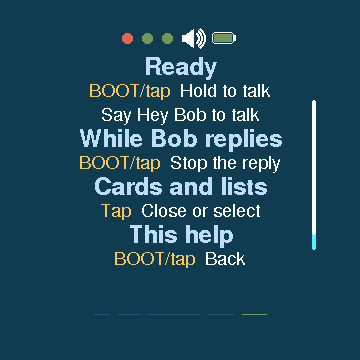 Ready
BOOT/tap Hold to talk
Say Hey Bob to talk
While Bob replies
BOOT/tap Stop the reply
Cards and lists
Tap Close or select
This help
BOOT/tap Back